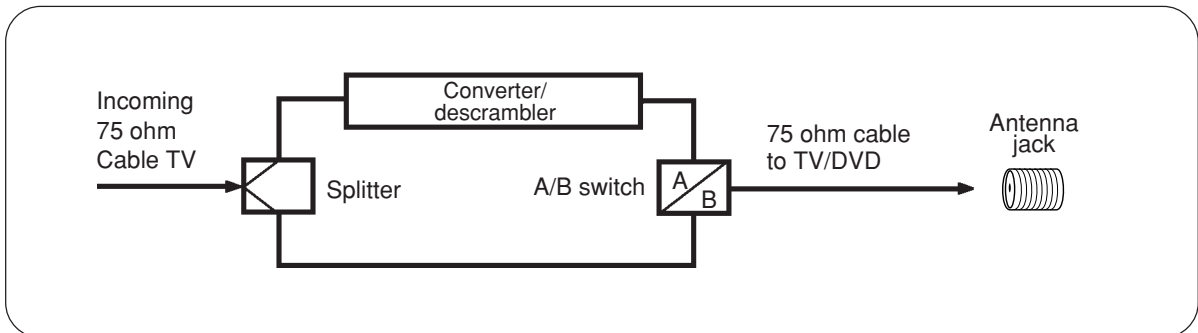 Incoming
75 ohm
Cable TV
Splitter
Converter/
descrambler
A/B switch
A
B
75 ohm cable
to TV/DVD
Antenna
jack